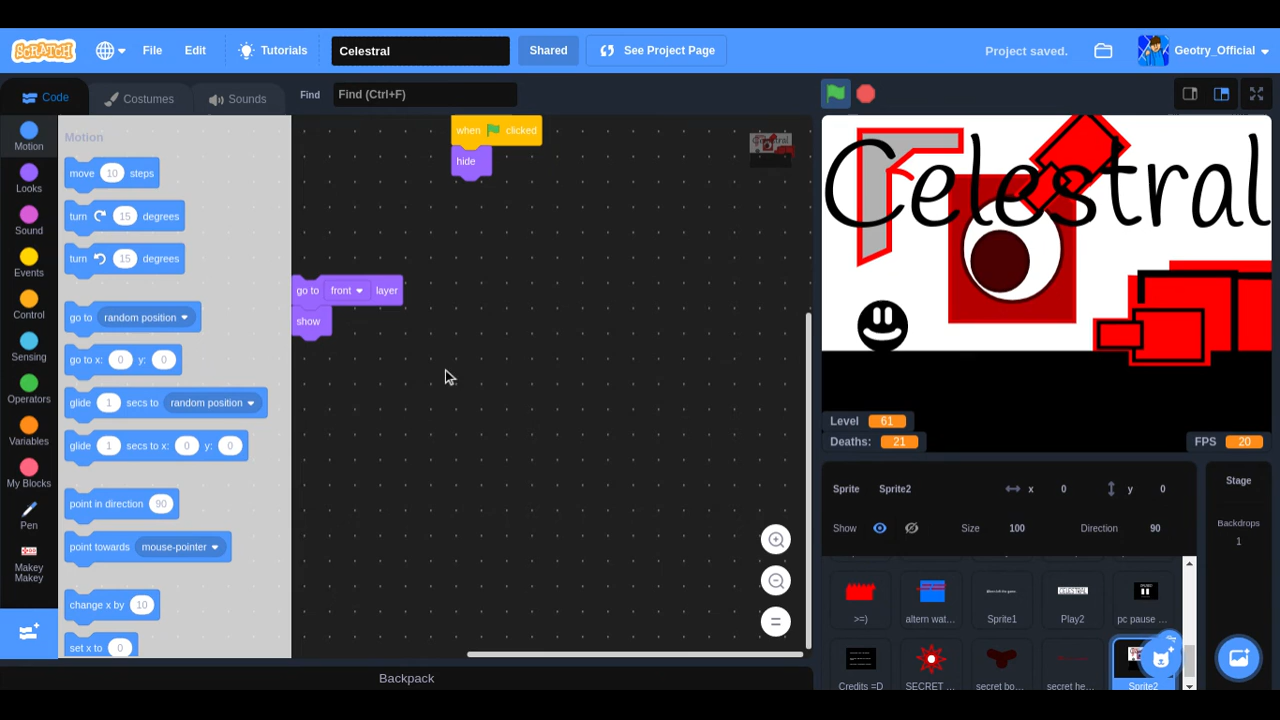 SCRATCH File Edit Tutorials Celestral Shared See Project Page Project saved. Geotry_Official
Code Costumes Sounds Find Find (Ctrl+F)
Motion
move 10 steps
turn 15 degrees
turn 15 degrees
go to random position
go to x: 0 y: 0
glide 1 secs to random position
glide 1 secs to x: 0 y: 0
point in direction 90
point towards mouse-pointer
change x by 10
set x to 0
Motion
Looks
Sound
Events
Control
Sensing
Operators
Variables
My Blocks
Pen
Makey
Makey
when clicked
hide
go to front layer
show
Backpack
Celestral
Level 61
Deaths: 21
FPS 20
Sprite Sprite2 x 0 y 0
Show Size 100 Direction 90
>=) altern wat... Sprite1 Play2 pc pause ...
CELESTRAL
Credits =D SECRET ... secret bo... secret he... Sprite2
Stage
Backdrops
1